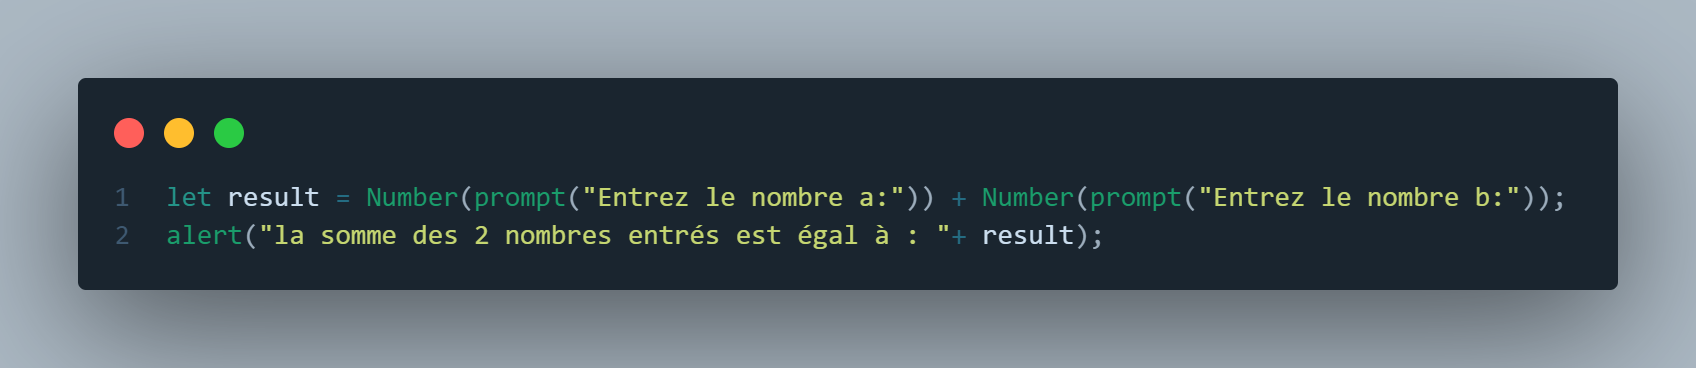 1 let result = Number(prompt("Entrez le nombre a:")) + Number(prompt("Entrez le nombre b:"));
2 alert("la somme des 2 nombres entrés est égal à : "+ result);